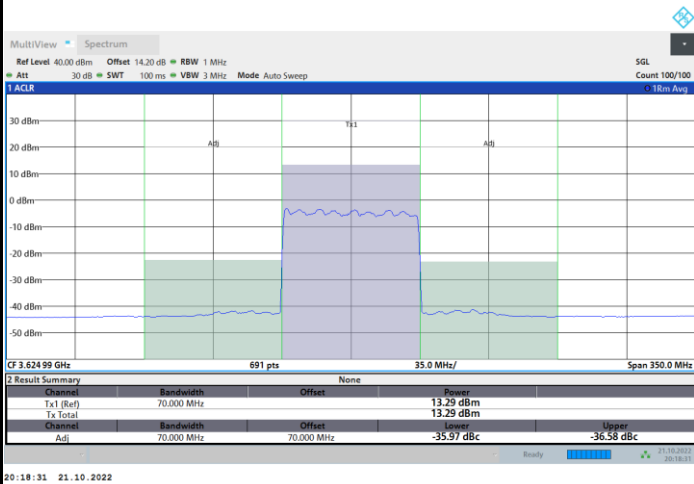 MultiView Spectrum
Ref Level 40.00 dBm Offset 14.20 dB RBW 1 MHz SGL
Att 30 dB SWT 100 ms VBW 3 MHz Mode Auto Sweep Count 100/100
1 ACLR 1Rm Avg
30 dBm
Tx1
20 dBm
Adj Adj
10 dBm
0 dBm
-10 dBm
-20 dBm
-30 dBm
-40 dBm
-50 dBm
CF 3.624 99 GHz 691 pts 35.0 MHz/ Span 350.0 MHz
2 Result Summary None
Channel Bandwidth Offset Power
Tx1 (Ref) 70.000 MHz 13.29 dBm
Tx Total 13.29 dBm
Channel Bandwidth Offset Lower Upper
Adj 70.000 MHz 70.000 MHz -35.97 dBc -36.58 dBc
Ready 21.10.2022
20:18:31
20:18:31 21.10.2022